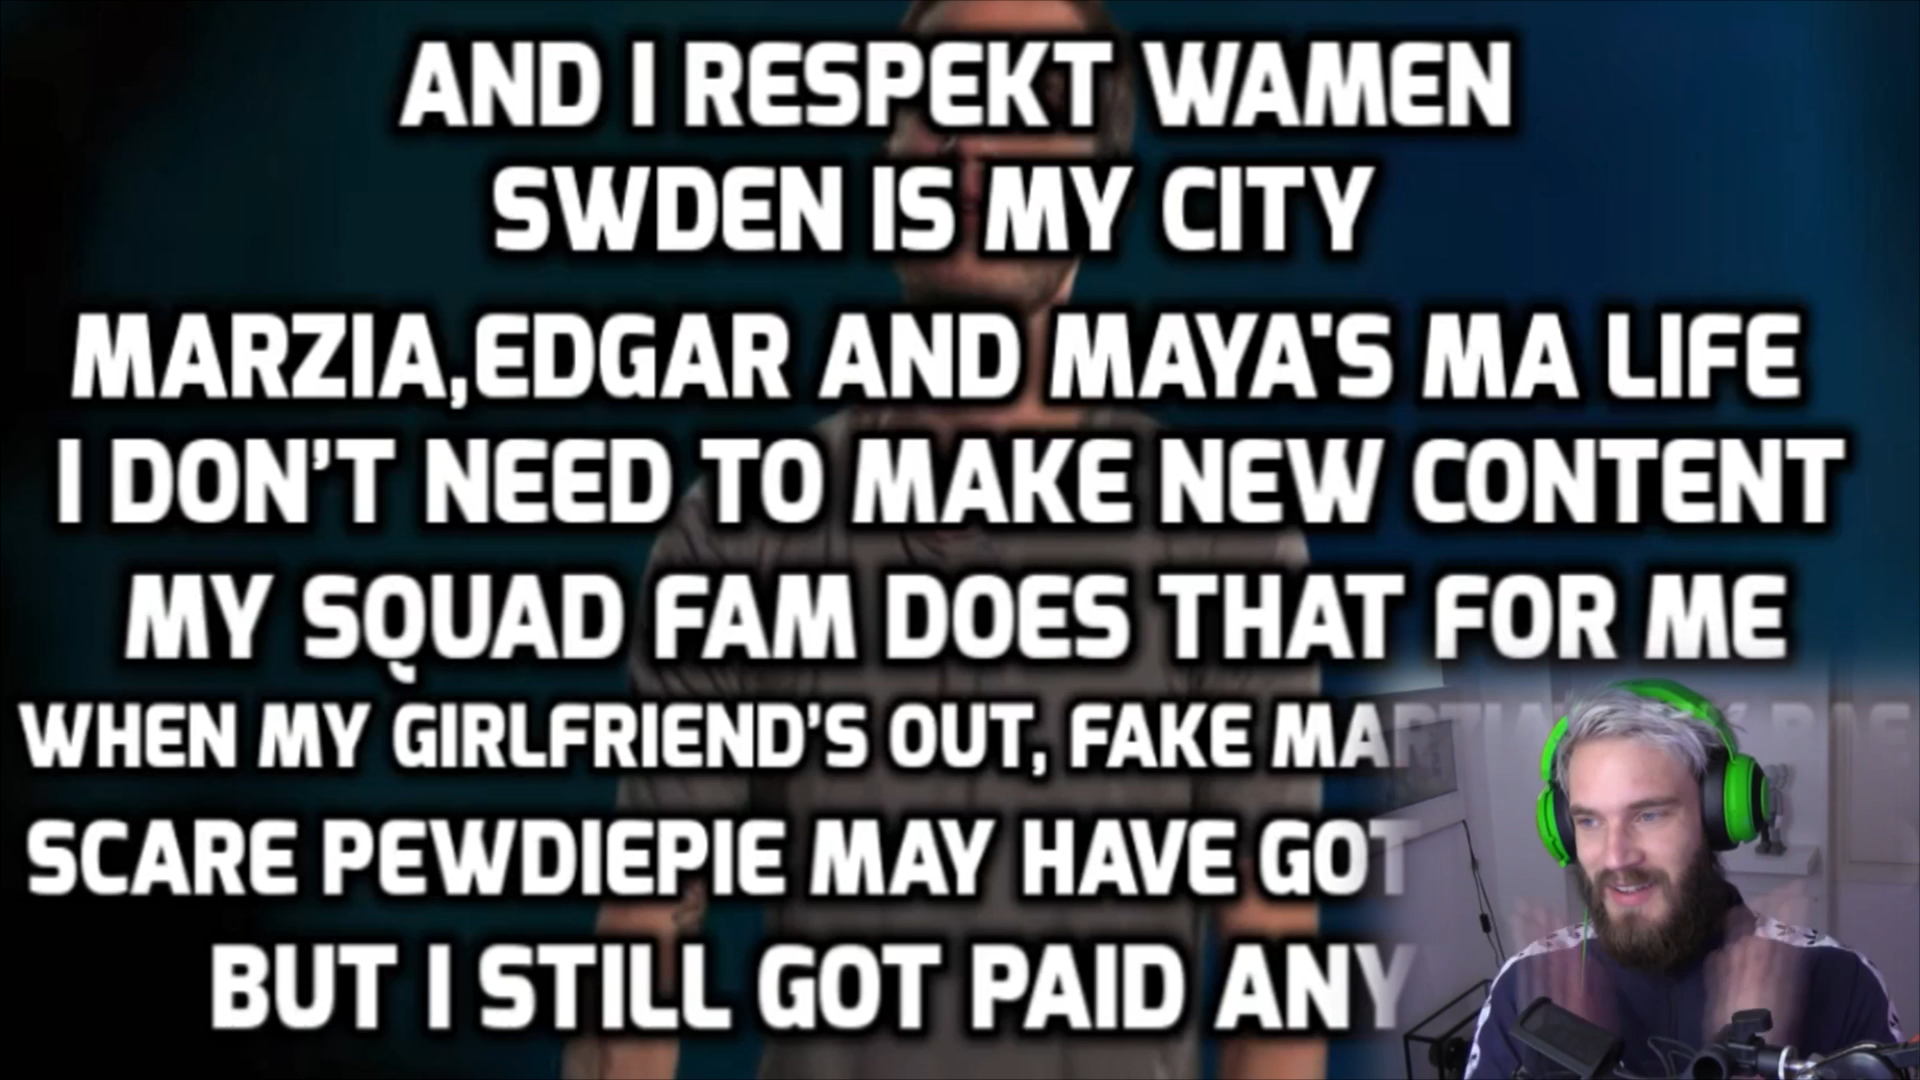 AND I RESPEKT WAMEN
SWDEN IS MY CITY
MARZIA,EDGAR AND MAYA'S MA LIFE
I DON'T NEED TO MAKE NEW CONTENT
MY SQUAD FAM DOES THAT FOR ME
WHEN MY GIRLFRIEND'S OUT, FAKE MARZIA
SCARE PEWDIEPIE MAY HAVE GOT
BUT I STILL GOT PAID ANY